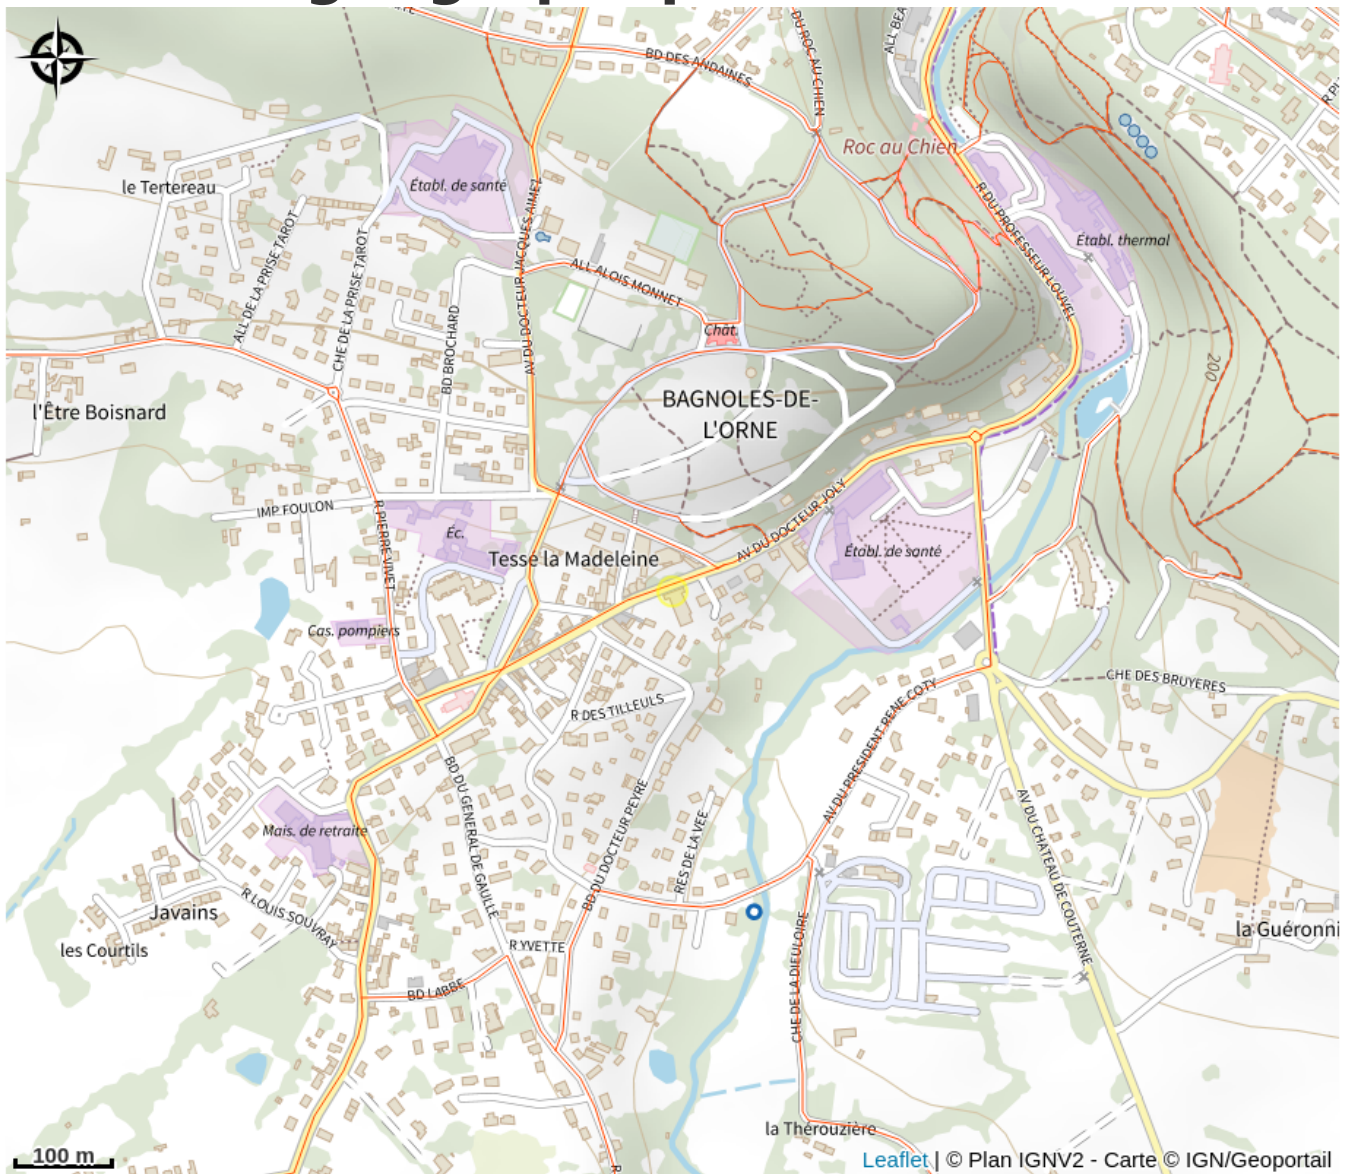 BD DES ANDAINES
DU ROC AU CHIEN
ALL BEA
R PI
Roc au Chien
le Tertereau
Établ. de santé
R DU PROFESSEUR LOUVEL
Établ. thermal
ALL DE LA PRISE TAROT
CHE DE LA PRISE TAROT
AV DU DOCTEUR JACQUES AIMEZ
ALL ALOIS MONNET
Chât.
BD BROCHARD
200
l'Être Boisnard
BAGNOLES-DE-
L'ORNE
IMP FOULON
R PIERRE VIVET
Éc.
Tesse la Madeleine
AV DU DOCTEUR JOLY
Établ. de santé
Cas. pompiers
CHE DES BRUYERES
R DES TILLEULS
AV DU PRESIDENT RENE COTY
BD DU GENERAL DE GAULLE
BD DU DOCTEUR PEYRE
RES DE LA VEE
AV DU CHATEAU DE COUTERNE
Mais. de retraite
R LOUIS SOUVRAY
Javains
les Courtils
R YVETTE
BD LABBE
CHE DE LA DIEULOIRE
la Guéronni
la Thérouzière
R
100 m
Leaflet | © Plan IGNV2 - Carte © IGN/Geoportail